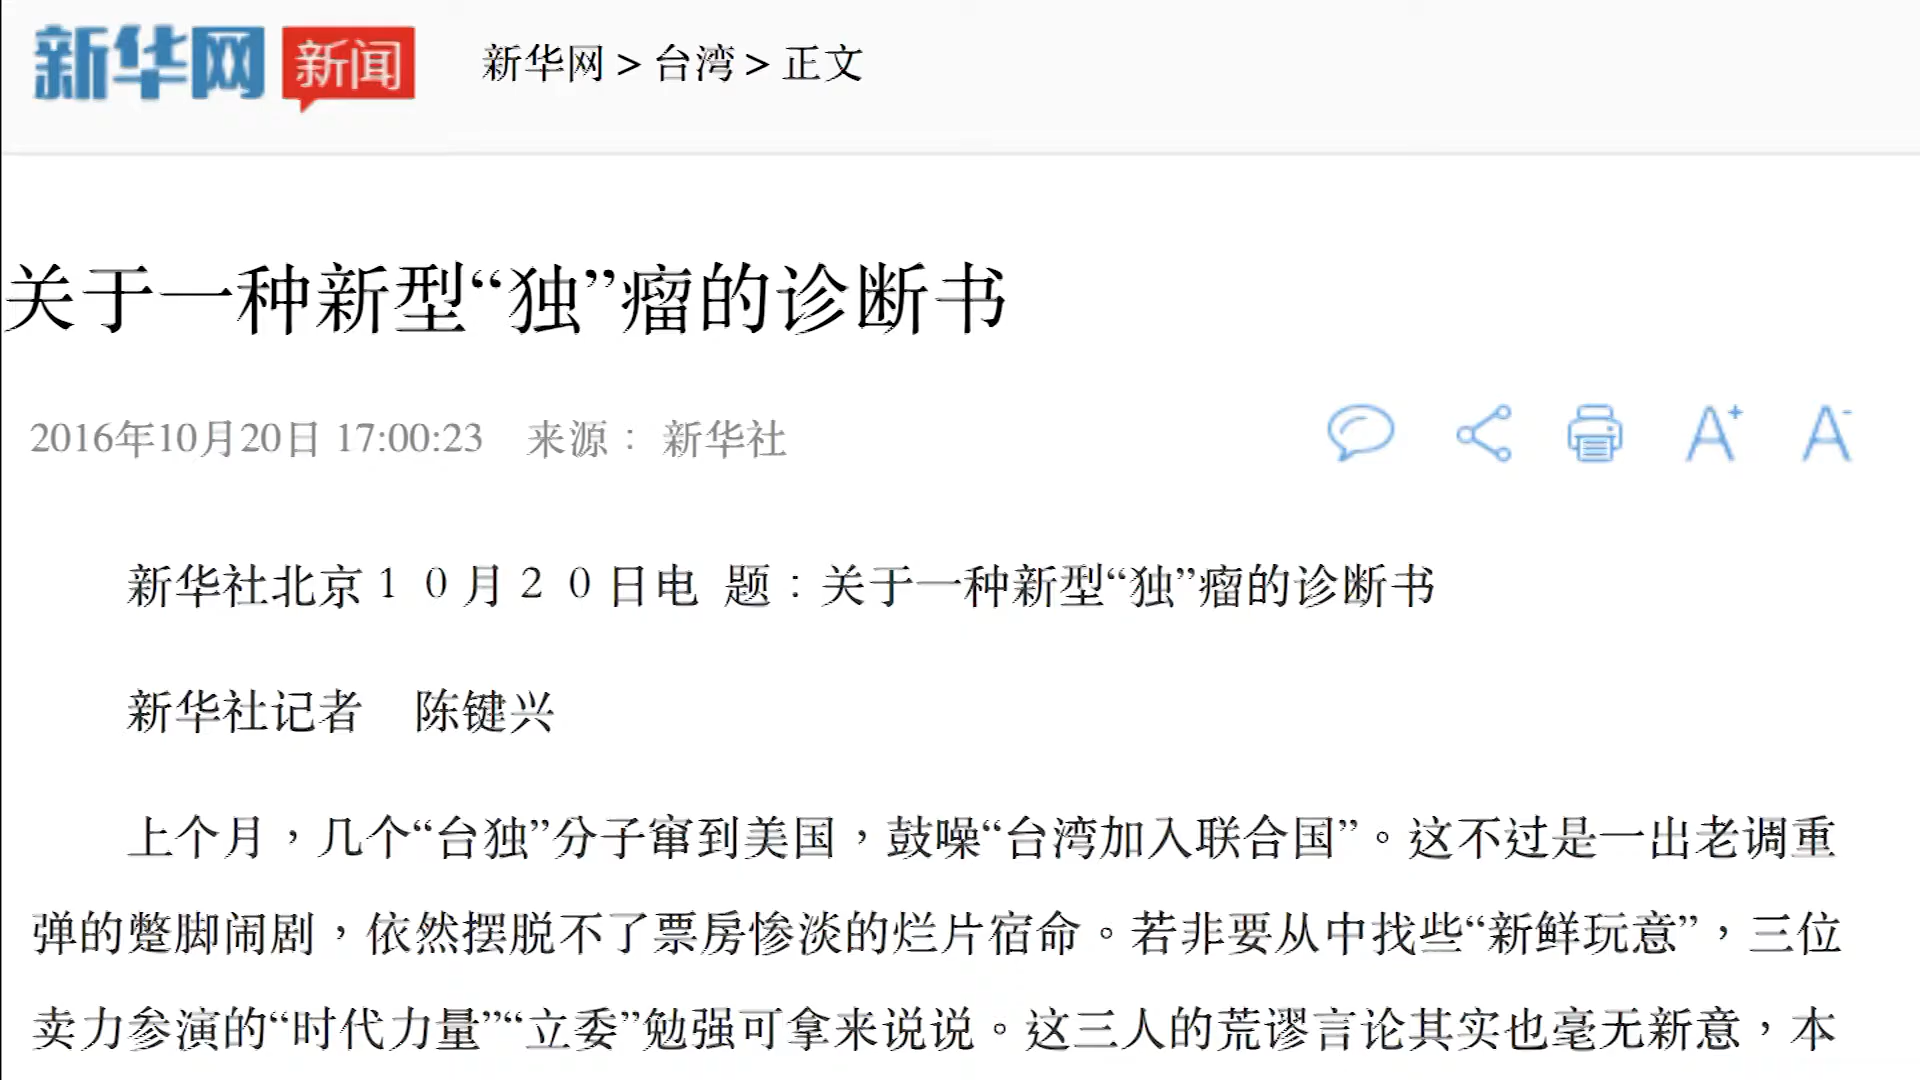 新华网 新闻 新华网 > 台湾 > 正文
关于一种新型“独”瘤的诊断书
2016年10月20日 17:00:23 来源： 新华社
A+ A-
新华社北京１０月２０日电 题：关于一种新型“独”瘤的诊断书
新华社记者　陈键兴
上个月，几个“台独”分子窜到美国，鼓噪“台湾加入联合国”。这不过是一出老调重
弹的蹩脚闹剧，依然摆脱不了票房惨淡的烂片宿命。若非要从中找些“新鲜玩意”，三位
卖力参演的“时代力量”“立委”勉强可拿来说说。这三人的荒谬言论其实也毫无新意，本